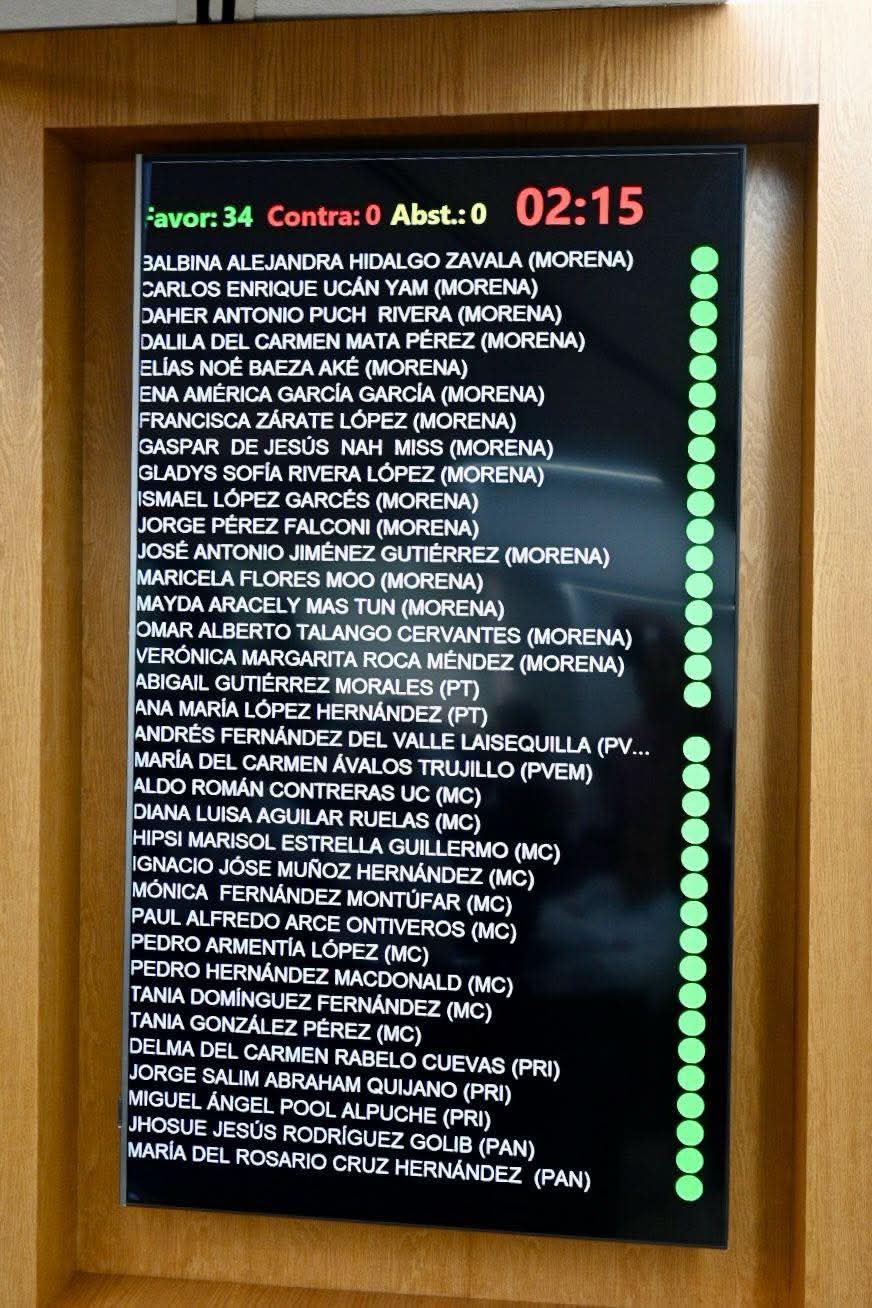 Favor: 34 Contra: 0 Abst.: 0 02:15
BALBINA ALEJANDRA HIDALGO ZAVALA (MORENA)
CARLOS ENRIQUE UCÁN YAM (MORENA)
DAHER ANTONIO PUCH RIVERA (MORENA)
DALILA DEL CARMEN MATA PÉREZ (MORENA)
ELÍAS NOÉ BAEZA AKÉ (MORENA)
ENA AMÉRICA GARCÍA GARCÍA (MORENA)
FRANCISCA ZÁRATE LÓPEZ (MORENA)
GASPAR DE JESÚS NAH MISS (MORENA)
GLADYS SOFÍA RIVERA LÓPEZ (MORENA)
ISMAEL LÓPEZ GARCÉS (MORENA)
JORGE PÉREZ FALCONI (MORENA)
JOSÉ ANTONIO JIMÉNEZ GUTIÉRREZ (MORENA)
MARICELA FLORES MOO (MORENA)
MAYDA ARACELY MAS TUN (MORENA)
OMAR ALBERTO TALANGO CERVANTES (MORENA)
VERÓNICA MARGARITA ROCA MÉNDEZ (MORENA)
ABIGAIL GUTIÉRREZ MORALES (PT)
ANA MARÍA LÓPEZ HERNÁNDEZ (PT)
ANDRÉS FERNÁNDEZ DEL VALLE LAISEQUILLA (PV...
MARÍA DEL CARMEN ÁVALOS TRUJILLO (PVEM)
ALDO ROMÁN CONTRERAS UC (MC)
DIANA LUISA AGUILAR RUELAS (MC)
HIPSI MARISOL ESTRELLA GUILLERMO (MC)
IGNACIO JÓSE MUÑOZ HERNÁNDEZ (MC)
MÓNICA FERNÁNDEZ MONTÚFAR (MC)
PAUL ALFREDO ARCE ONTIVEROS (MC)
PEDRO ARMENTÍA LÓPEZ (MC)
PEDRO HERNÁNDEZ MACDONALD (MC)
TANIA DOMÍNGUEZ FERNÁNDEZ (MC)
TANIA GONZÁLEZ PÉREZ (MC)
DELMA DEL CARMEN RABELO CUEVAS (PRI)
JORGE SALIM ABRAHAM QUIJANO (PRI)
MIGUEL ÁNGEL POOL ALPUCHE (PRI)
JHOSUE JESÚS RODRÍGUEZ GOLIB (PAN)
MARÍA DEL ROSARIO CRUZ HERNÁNDEZ (PAN)